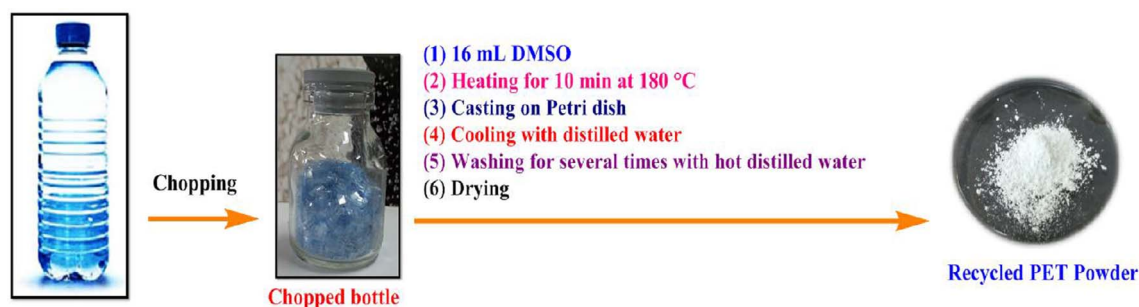 Chopping
Chopped bottle
(1) 16 mL DMSO
(2) Heating for 10 min at 180 °C
(3) Casting on Petri dish
(4) Cooling with distilled water
(5) Washing for several times with hot distilled water
(6) Drying
Recycled PET Powder